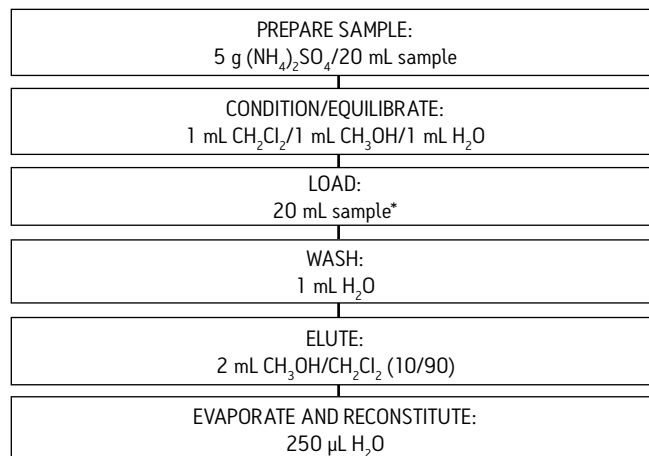 PREPARE SAMPLE:
5 g (NH₄)₂SO₄/20 mL sample
CONDITION/EQUILIBRATE:
1 mL CH₂Cl₂/1 mL CH₃OH/1 mL H₂O
LOAD:
20 mL sample*
WASH:
1 mL H₂O
ELUTE:
2 mL CH₃OH/CH₂Cl₂ (10/90)
EVAPORATE AND RECONSTITUTE:
250 µL H₂O